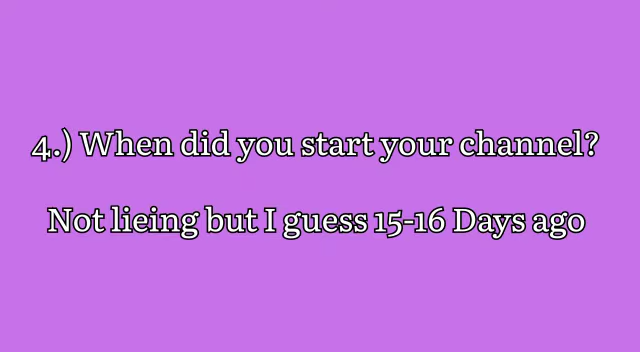 4.) When did you start your channel?
Not lieing but I guess 15-16 Days ago